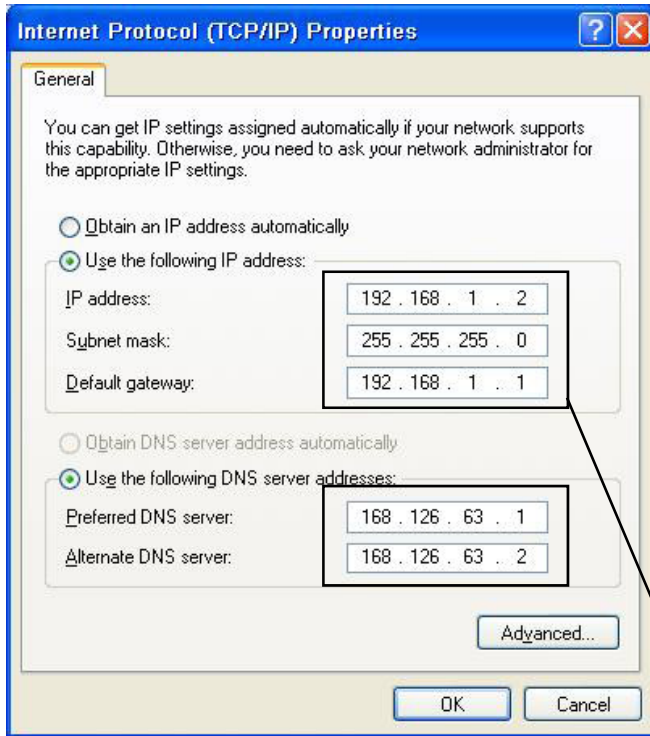 Internet Protocol (TCP/IP) Properties
General
You can get IP settings assigned automatically if your network supports
this capability. Otherwise, you need to ask your network administrator for
the appropriate IP settings.
Obtain an IP address automatically
Use the following IP address:
IP address: 192 . 168 . 1 . 2
Subnet mask: 255 . 255 . 255 . 0
Default gateway: 192 . 168 . 1 . 1
Obtain DNS server address automatically
Use the following DNS server addresses:
Preferred DNS server: 168 . 126 . 63 . 1
Alternate DNS server: 168 . 126 . 63 . 2
Advanced...
OK Cancel